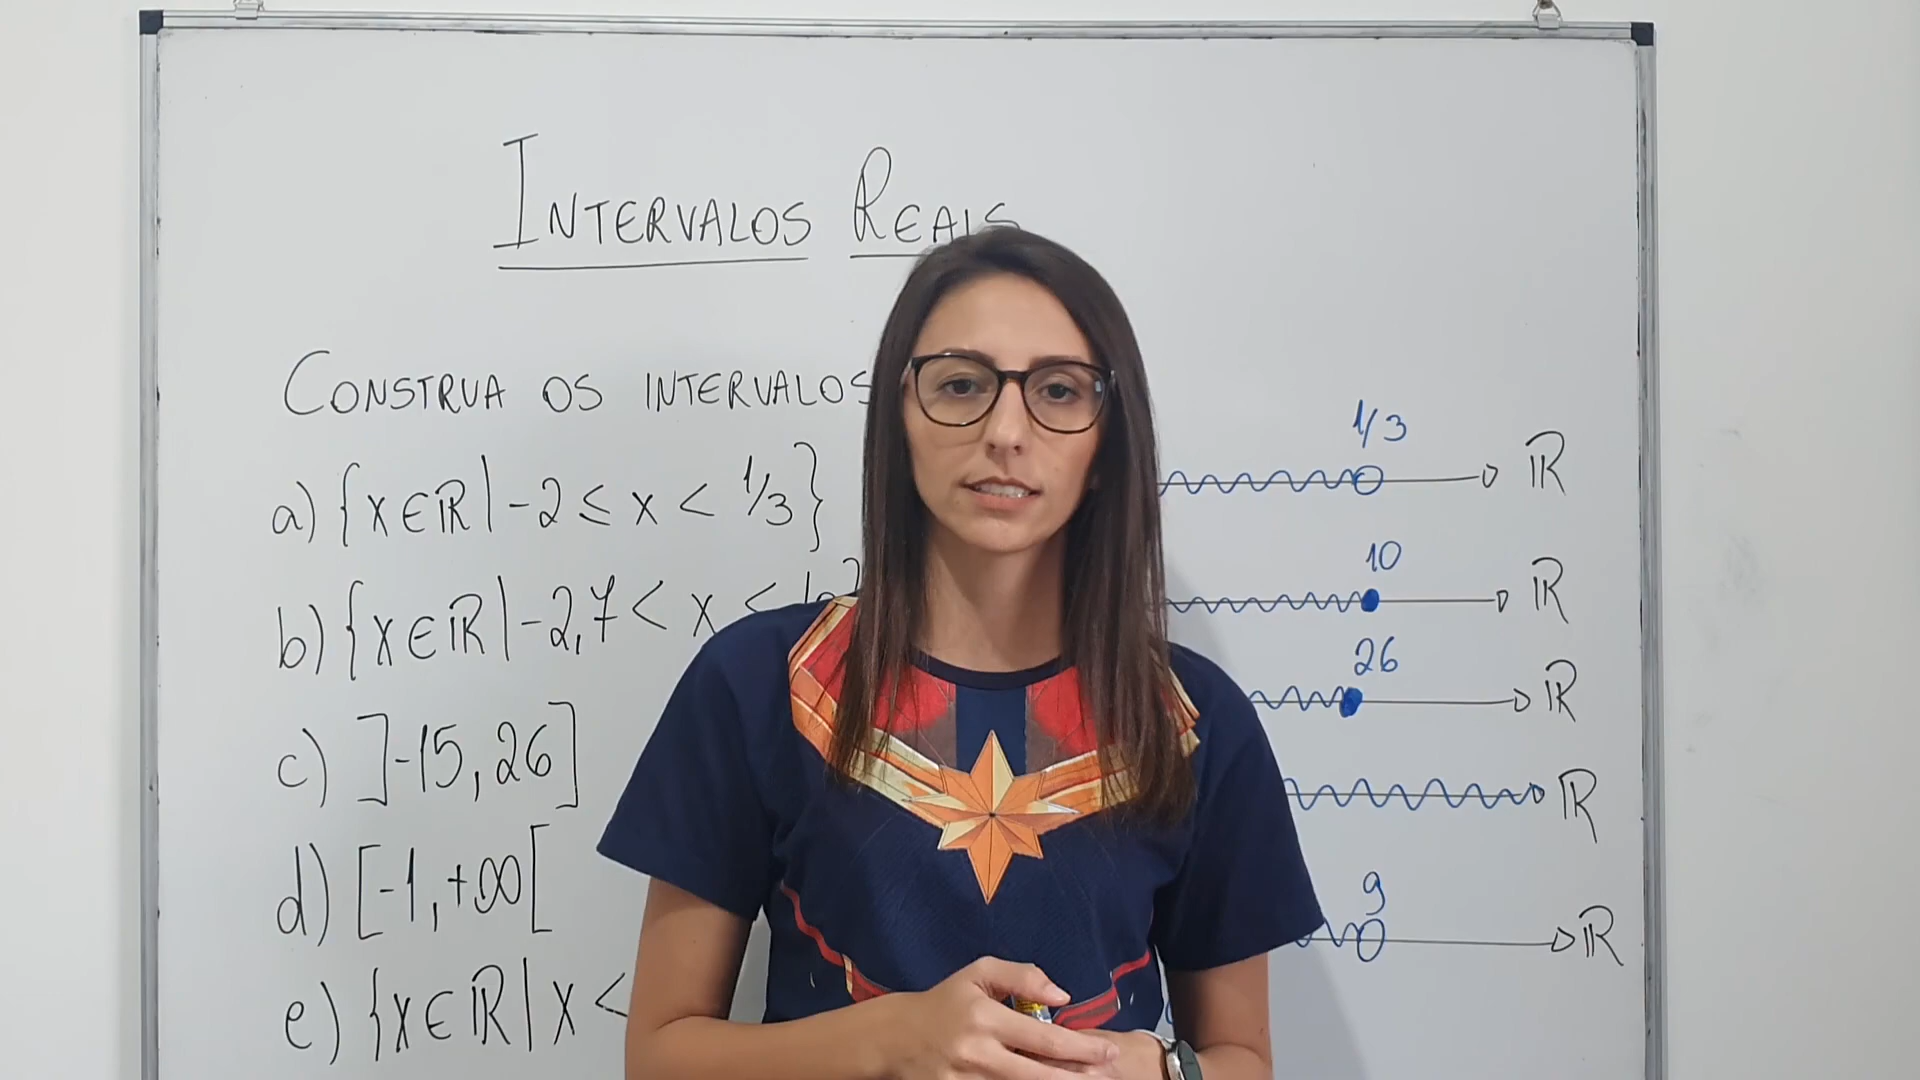 INTERVALOS REAIS
CONSTRUA OS INTERVALOS
a) {x∈ℝ|-2 ≤ x < 1/3}
1/3 ℝ
b) {x∈ℝ|-2,7 < x
10 ℝ
c) ]-15,26]
26 ℝ
d) [-1,+∞[
ℝ
e) {x∈ℝ|x <
9 ℝ